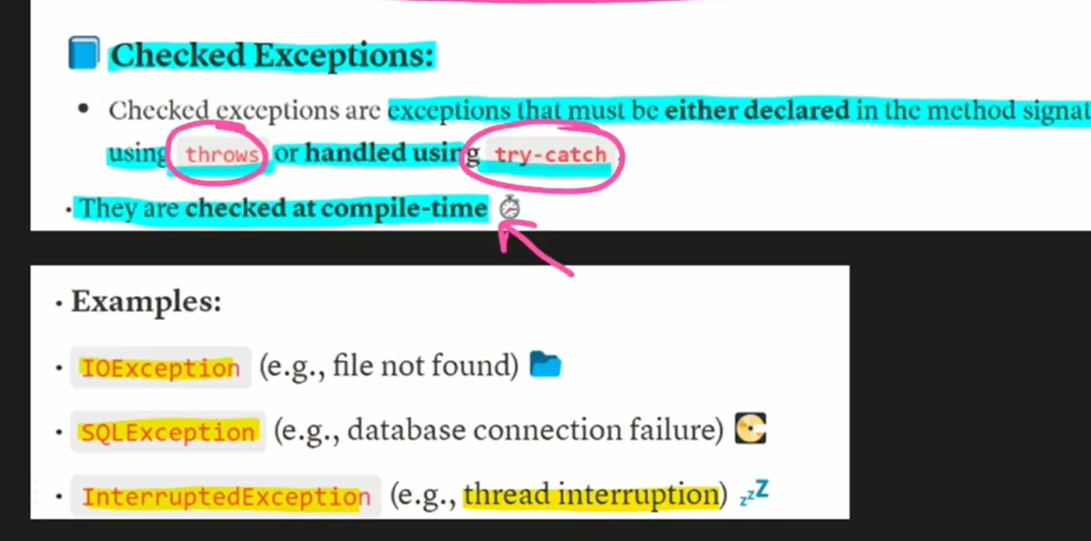 Checked Exceptions:
• Checked exceptions are exceptions that must be either declared in the method signat
using throws or handled using try-catch
· They are checked at compile-time
· Examples:
· IOException (e.g., file not found)
· SQLException (e.g., database connection failure)
· InterruptedException (e.g., thread interruption) zzZ